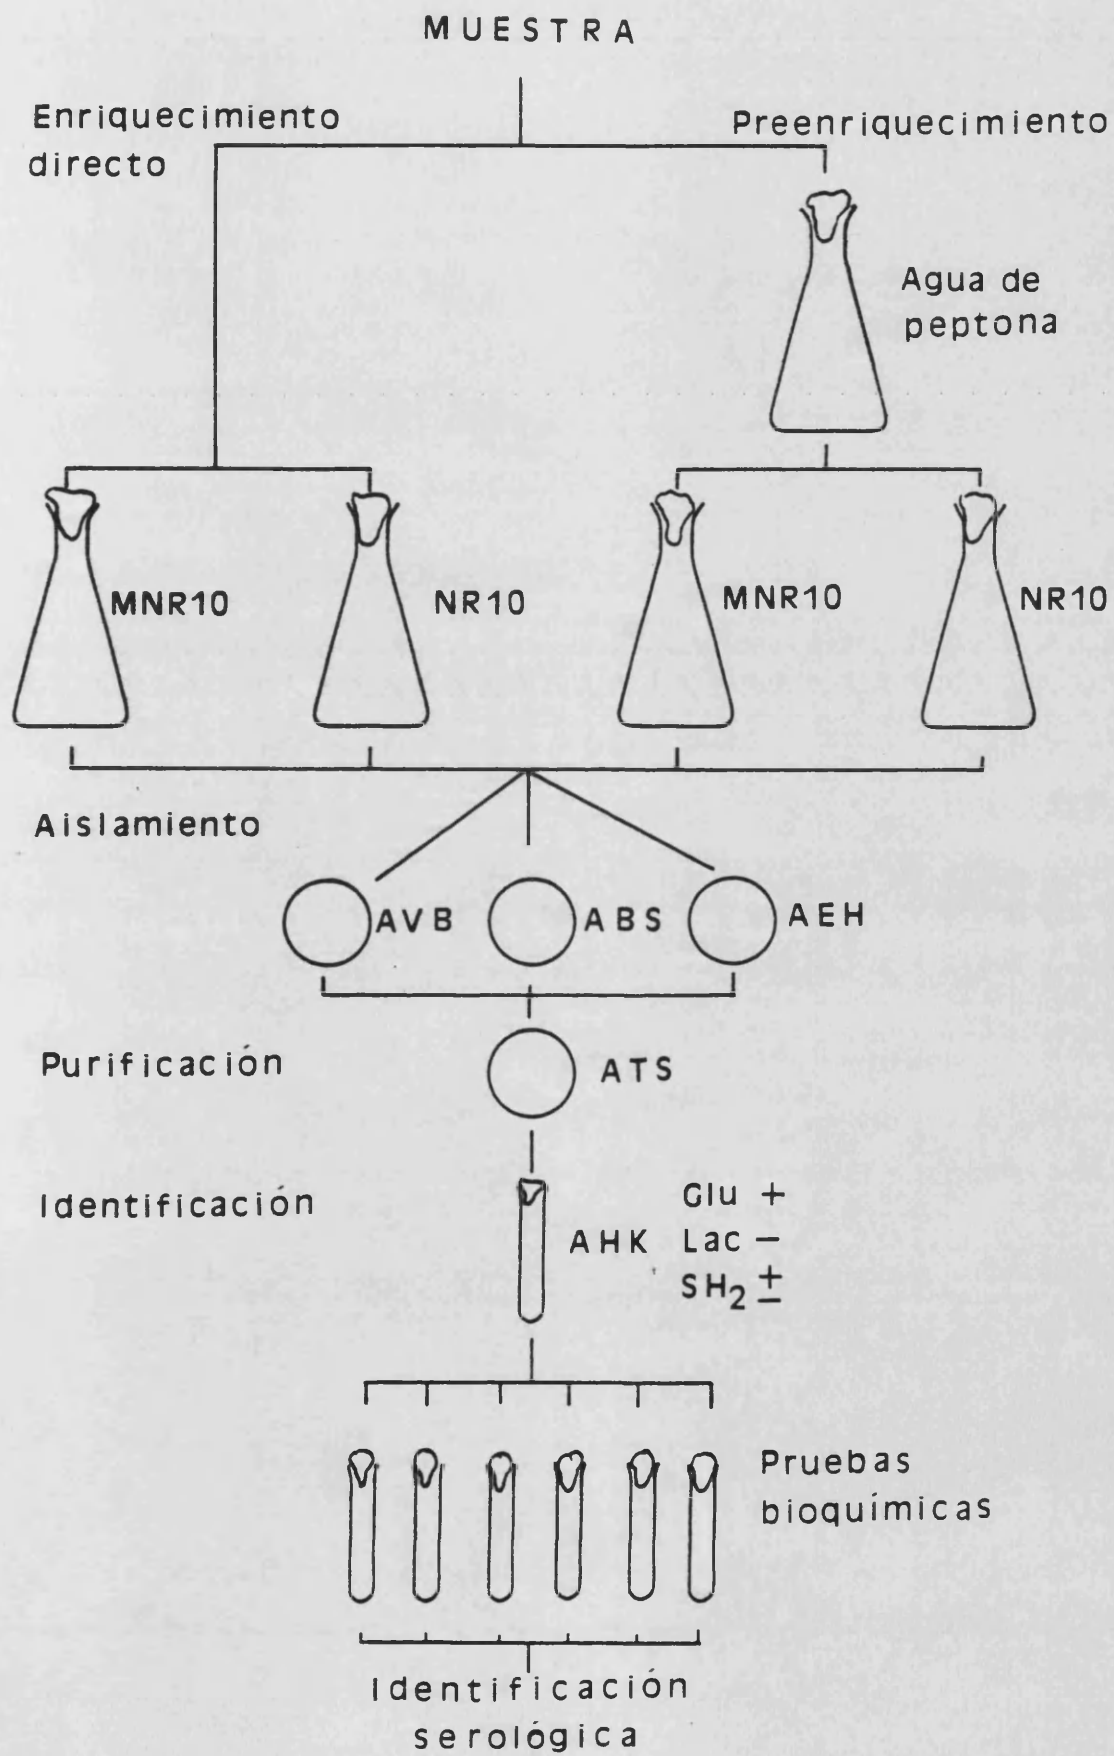 MUESTRA
Enriquecimiento
directo
Preenriquecimiento
Agua de
peptona
MNR10
NR10
MNR10
NR10
Aislamiento
AVB
ABS
AEH
Purificación
ATS
Identificación
AHK
Glu +
Lac −
SH₂ ±
Pruebas
bioquímicas
Identificación
serológica